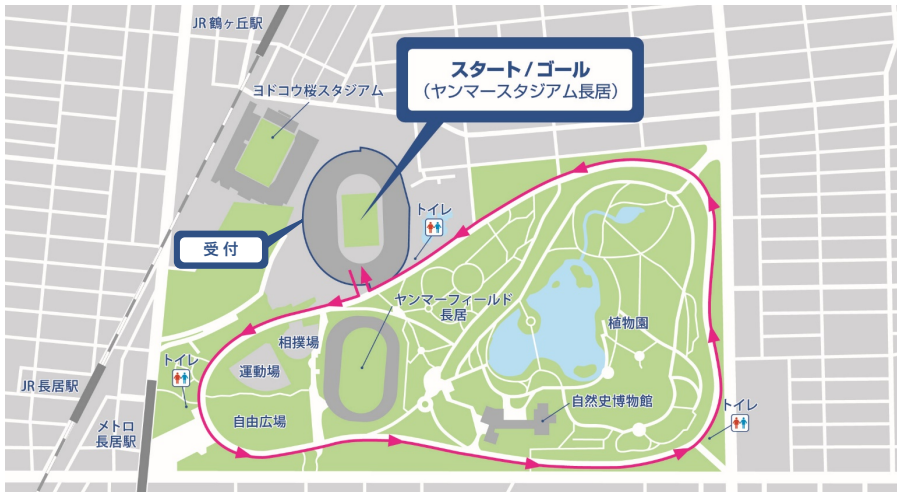 JR鶴ヶ丘駅
ヨドコウ桜スタジアム
スタート/ゴール
(ヤンマースタジアム長居)
トイレ
受付
ヤンマーフィールド
長居
相撲場
植物園
トイレ
運動場
JR長居駅
自然史博物館
トイレ
自由広場
メトロ
長居駅